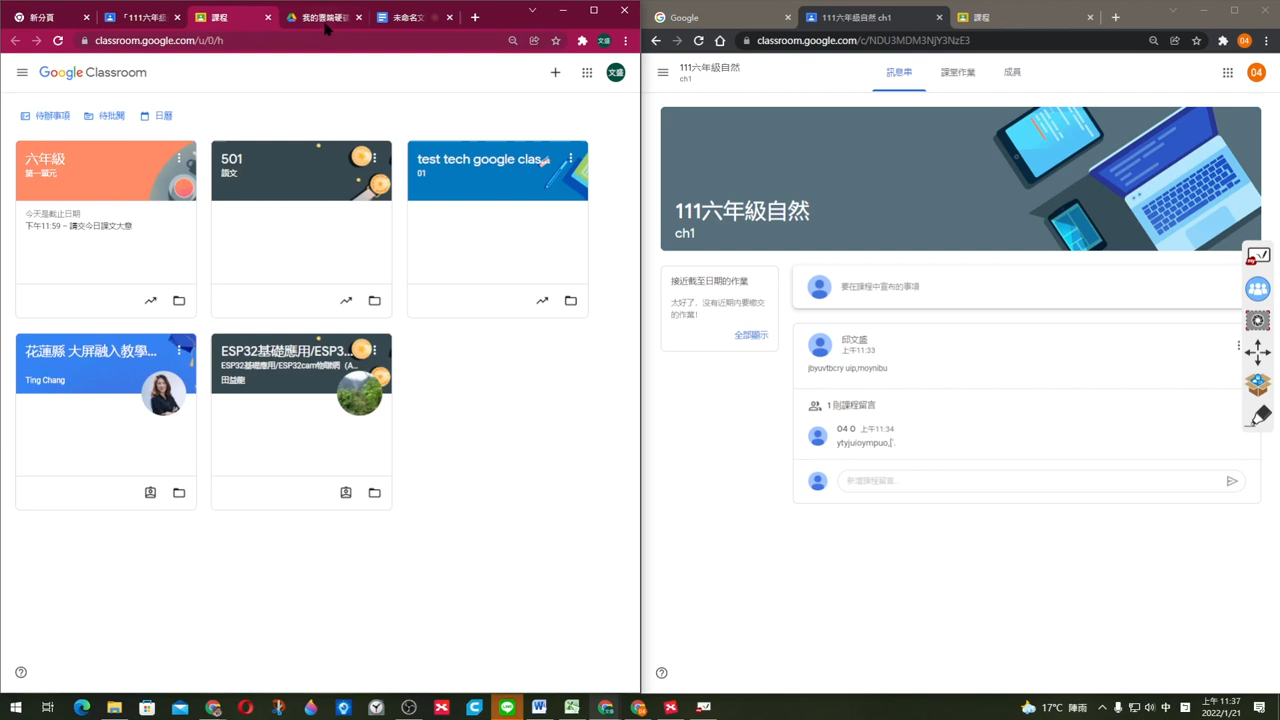 新分頁
「111六年
課程
我的雲端硬
未命名文
classroom.google.com/u/0/h
文盛
Google Classroom
文盛
待辦事項
待批閱
日曆
六年級
第一單元
今天是截止日期
下午11:59 – 請交今日課文大意
501
語文
test tech google clas...
01
花蓮縣 大屏融入教學...
Ting Chang
ESP32基礎應用/ESP3...
ESP32基礎應用/ESP32cam物聯網（A...
田益龍
Google
111六年級自然 ch1
課程
classroom.google.com/c/NDU3MDM3NjY3NzE3
04
111六年級自然
ch1
訊息串
課堂作業
成員
04
111六年級自然
ch1
接近截至日期的作業
太好了，沒有近期內要繳交
的作業！
全部顯示
要在課程中宣布的事項
邱文盛
上午11:33
jbyuvtbcry uip,moynibu
1 則課程留言
04 0 上午11:34
ytyjuioympuo,['.
新增課程留言...
17°C 陣雨
中
上午 11:37
2022/1/21